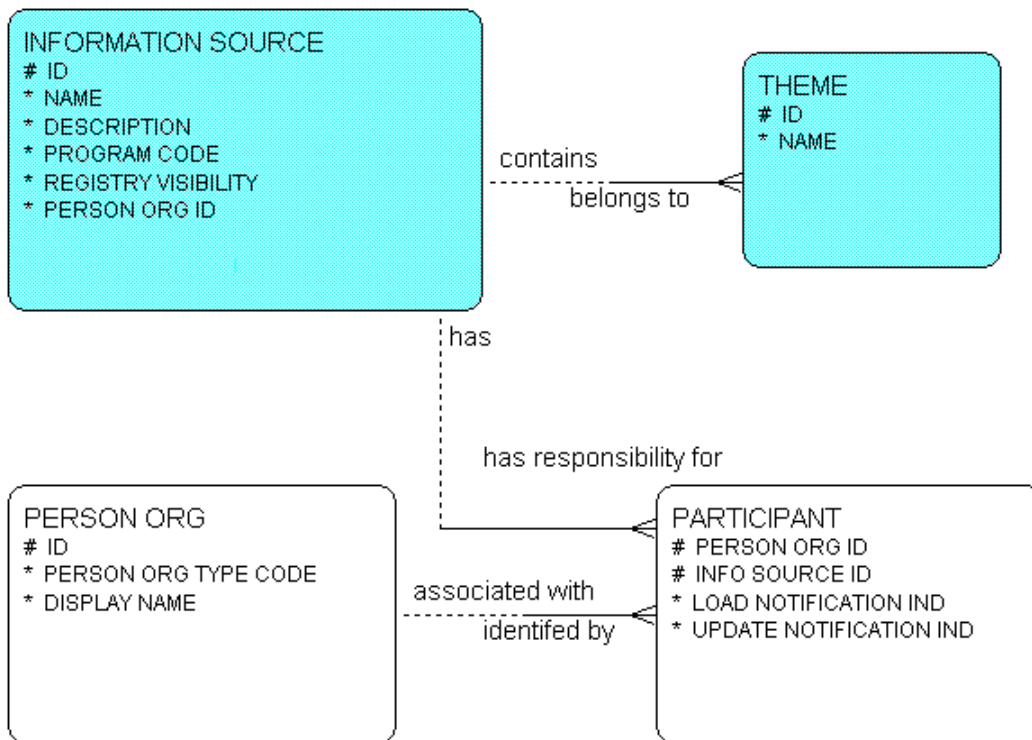 INFORMATION SOURCE
# ID
* NAME
* DESCRIPTION
* PROGRAM CODE
* REGISTRY VISIBILITY
* PERSON ORG ID
THEME
# ID
* NAME
contains
belongs to
has
has responsibility for
PERSON ORG
# ID
* PERSON ORG TYPE CODE
* DISPLAY NAME
associated with
identifed by
PARTICIPANT
# PERSON ORG ID
# INFO SOURCE ID
* LOAD NOTIFICATION IND
* UPDATE NOTIFICATION IND